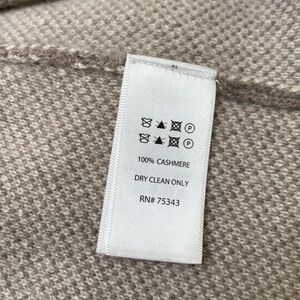 P
P
100% CASHMERE
DRY CLEAN ONLY
RN# 75343